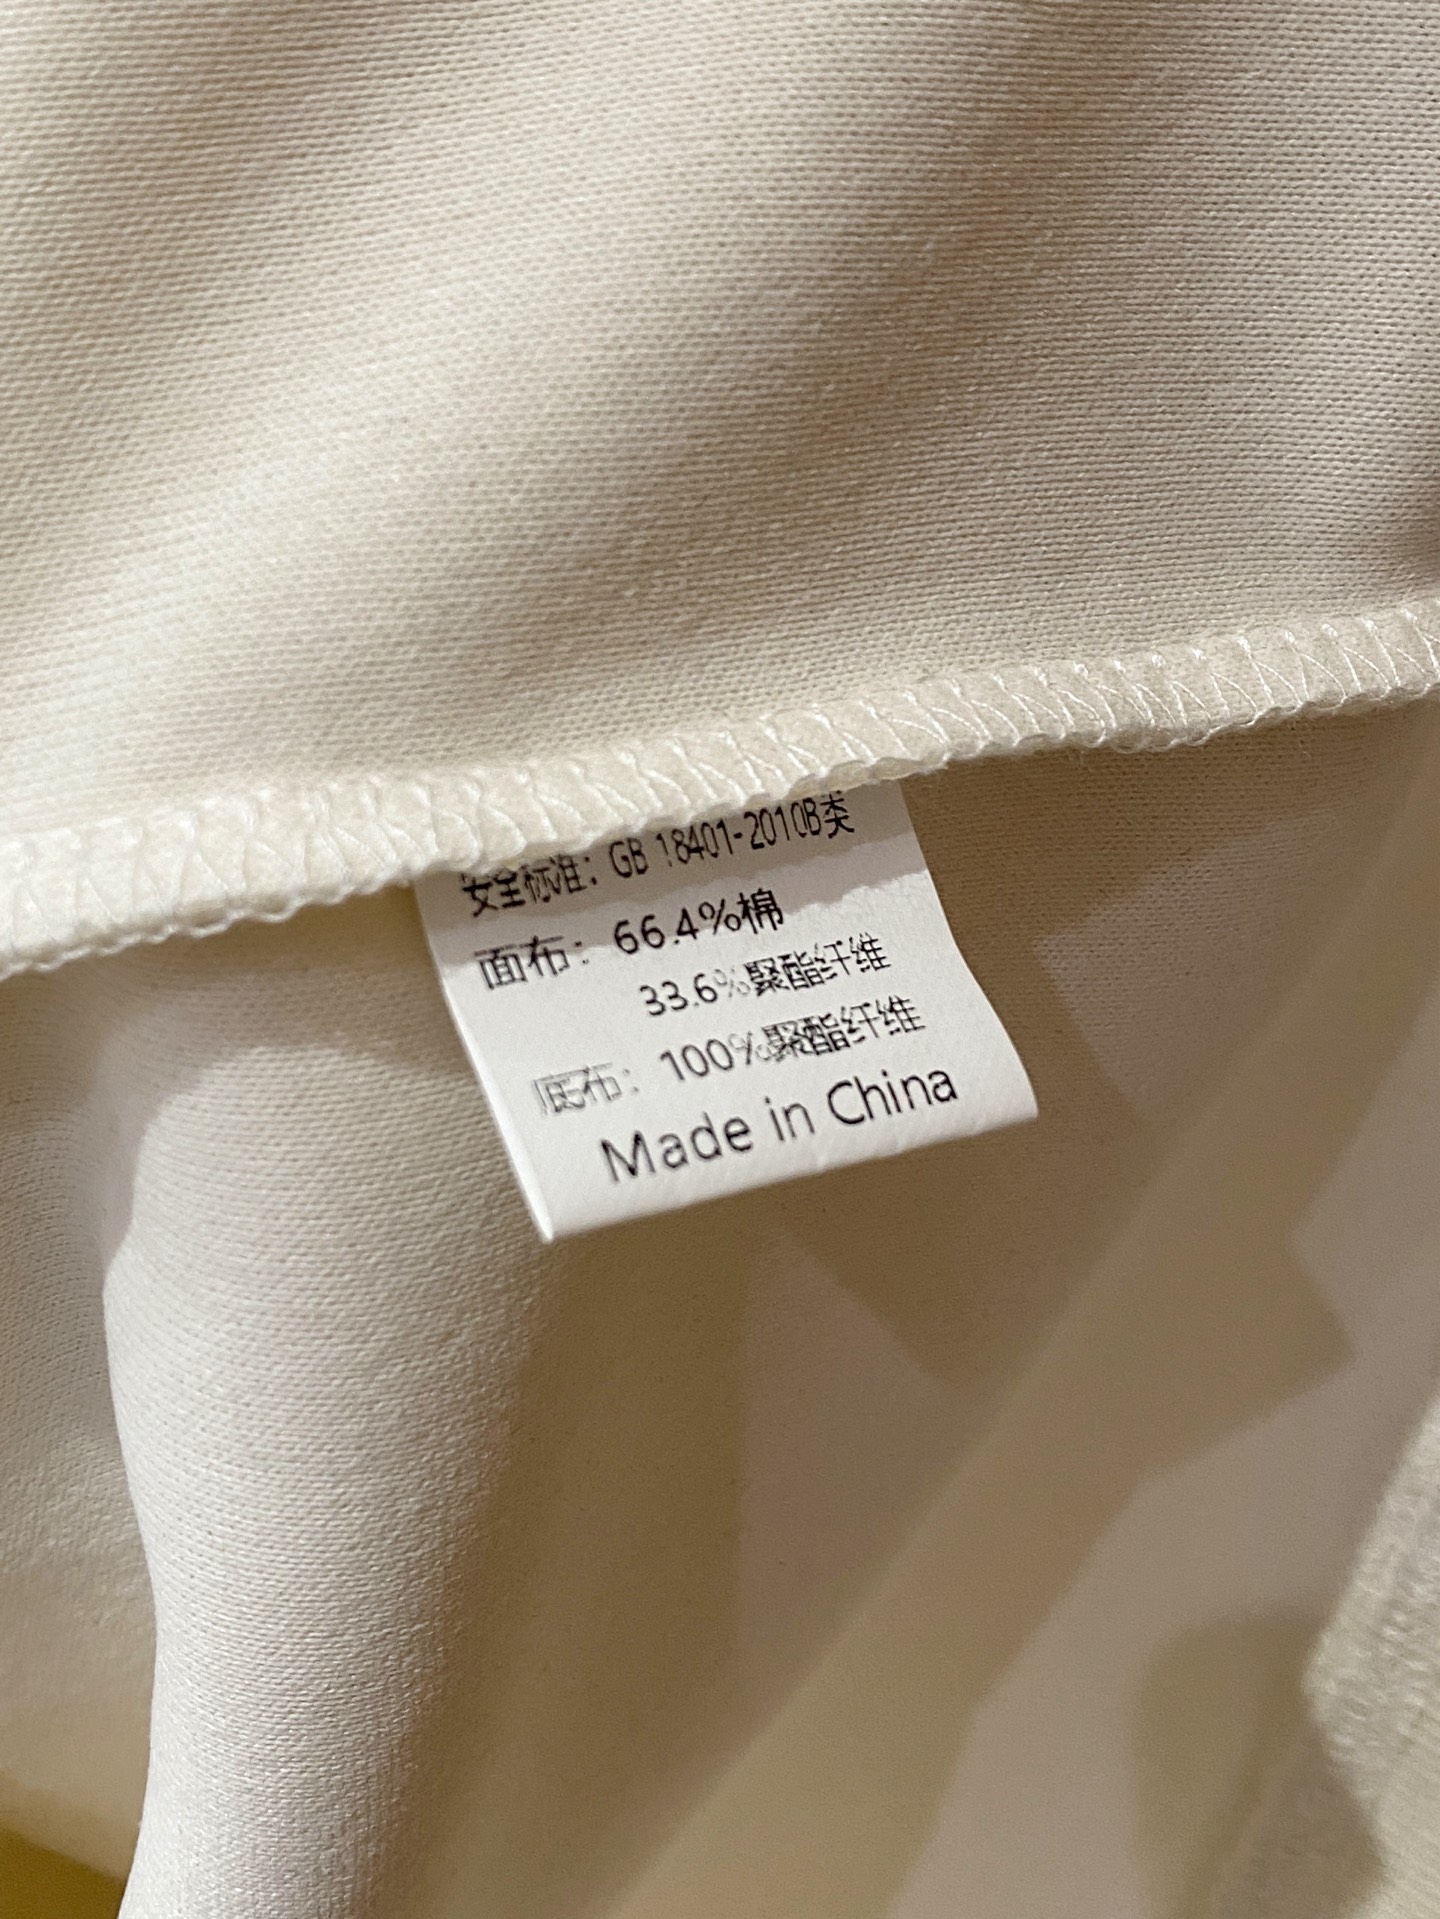 安全标准：GB 18401-2010B类
面布：66.4%棉
33.6%聚酯纤维
底布：100%聚酯纤维
Made in China